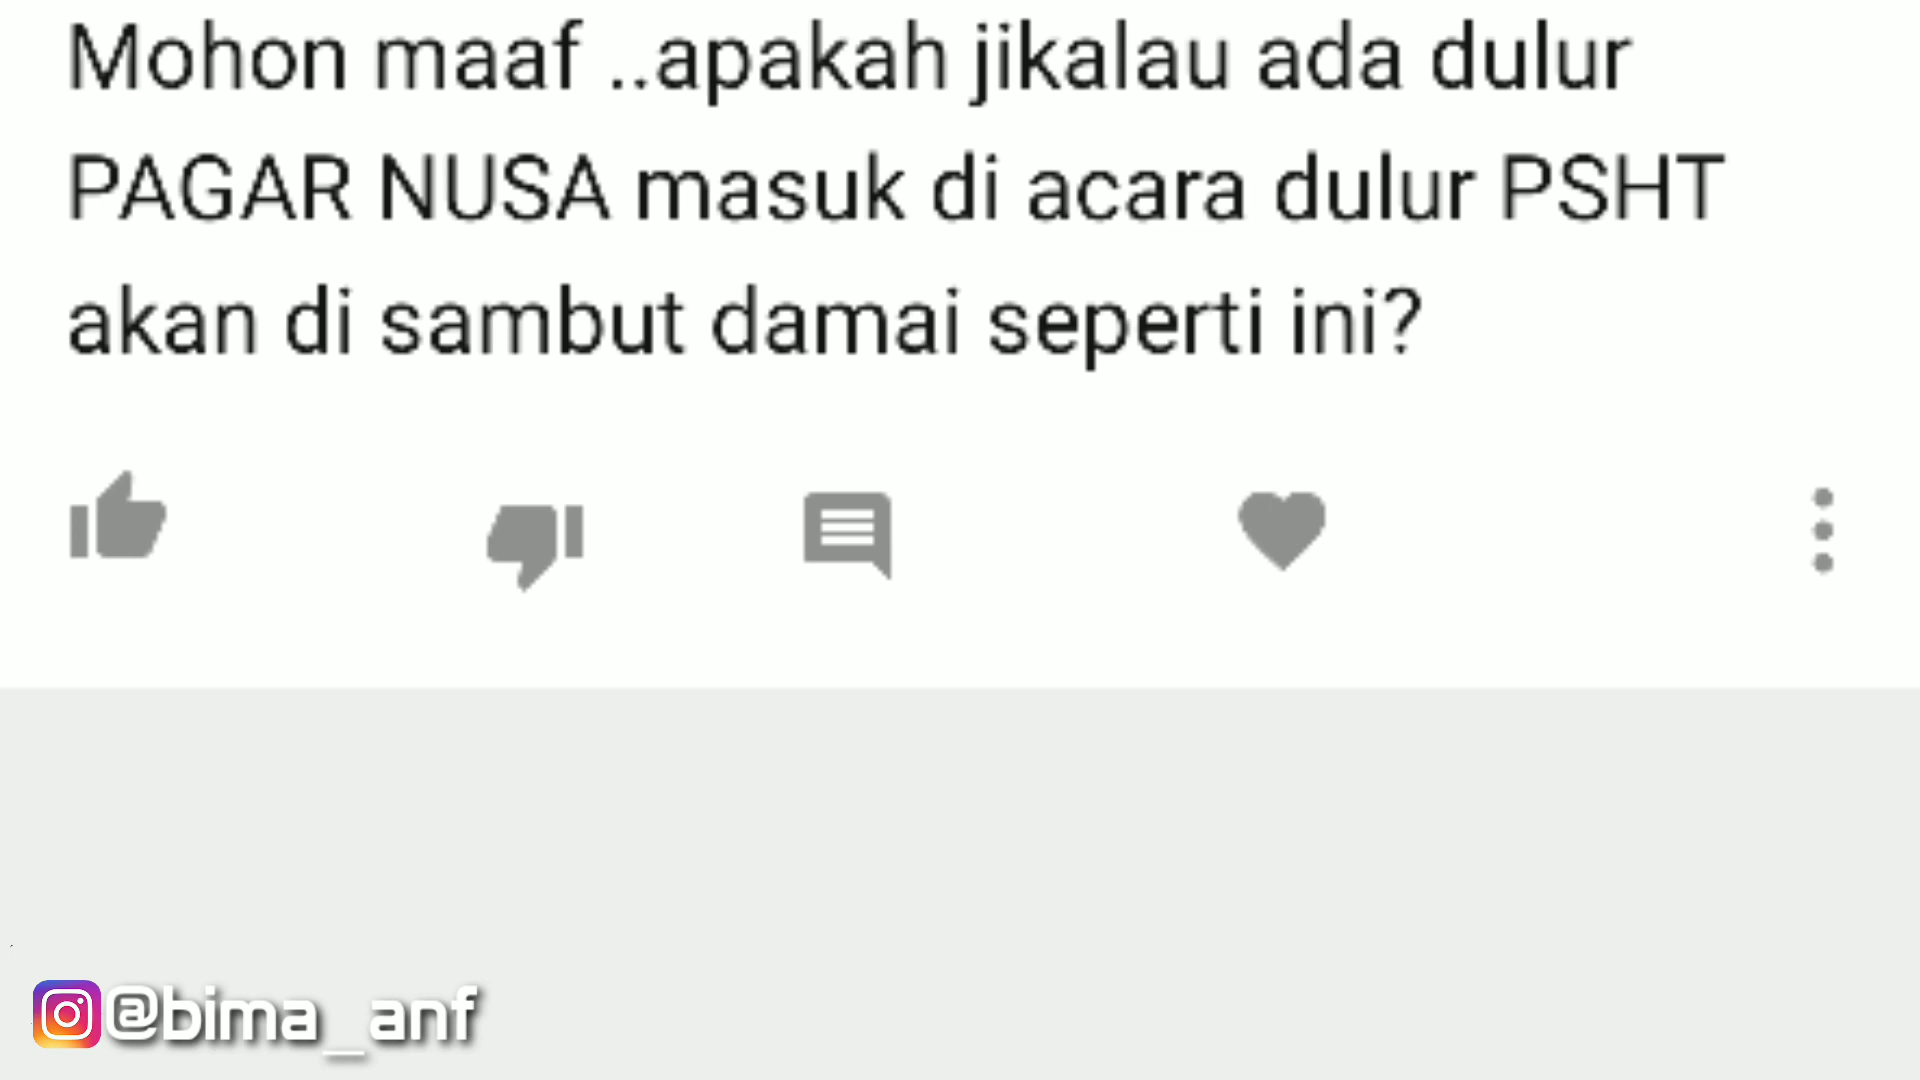 Mohon maaf ..apakah jikalau ada dulur
PAGAR NUSA masuk di acara dulur PSHT
akan di sambut damai seperti ini?
@bima_anf